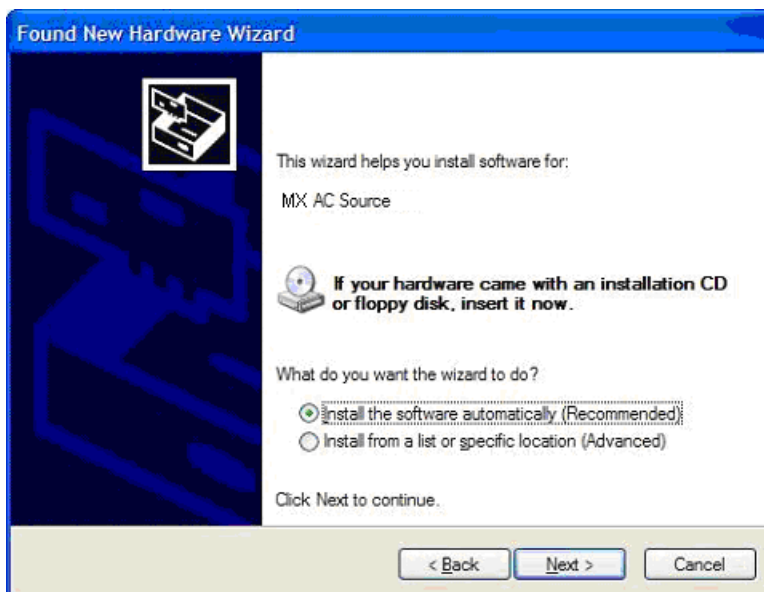 Found New Hardware Wizard
This wizard helps you install software for:
MX AC Source
If your hardware came with an installation CD
or floppy disk, insert it now.
What do you want the wizard to do?
Install the software automatically (Recommended)
Install from a list or specific location (Advanced)
Click Next to continue.
< Back
Next >
Cancel